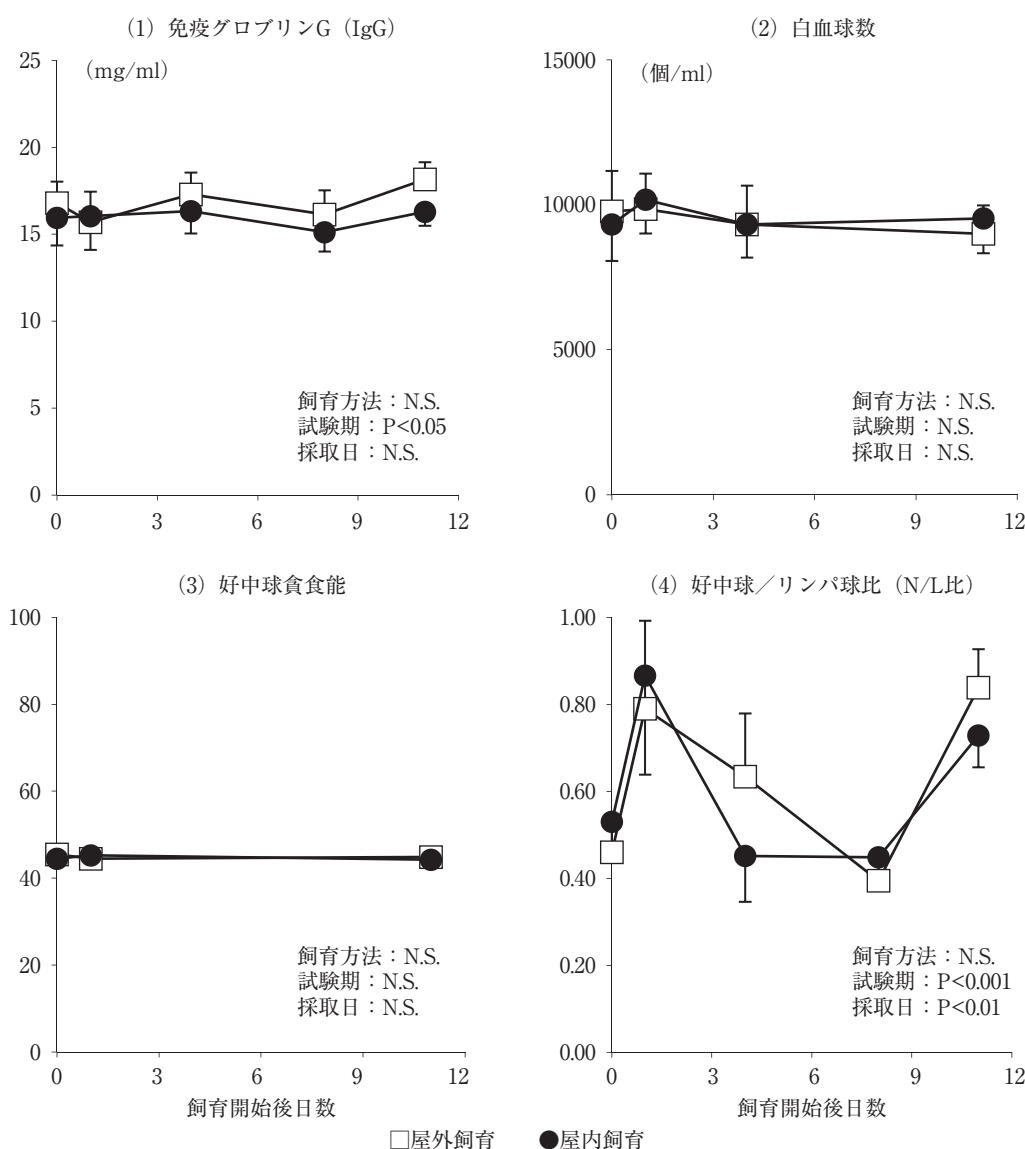 (1) 免疫グロブリンG(IgG)
(mg/ml)
25
20
15
10
5
0
0 3 6 9 12
飼育方法：N.S.
試験期：P<0.05
採取日：N.S.
(2) 白血球数
(個/ml)
15000
10000
5000
0
0 3 6 9 12
飼育方法：N.S.
試験期：N.S.
採取日：N.S.
(3) 好中球貪食能
100
80
60
40
20
0
0 3 6 9 12
飼育方法：N.S.
試験期：N.S.
採取日：N.S.
飼育開始後日数
(4) 好中球／リンパ球比(N/L比)
1.00
0.80
0.60
0.40
0.20
0.00
0 3 6 9 12
飼育方法：N.S.
試験期：P<0.001
採取日：P<0.01
飼育開始後日数
□屋外飼育 ●屋内飼育